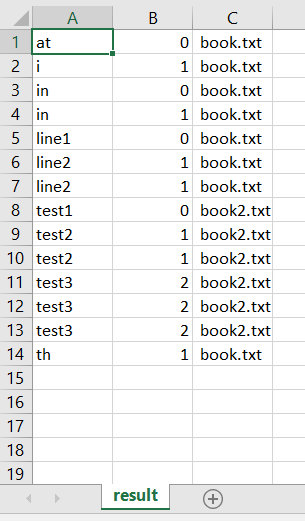 A B C
1 at 0 book.txt
2 i 1 book.txt
3 in 0 book.txt
4 in 1 book.txt
5 line1 0 book.txt
6 line2 1 book.txt
7 line2 1 book.txt
8 test1 0 book2.txt
9 test2 1 book2.txt
10 test2 1 book2.txt
11 test3 2 book2.txt
12 test3 2 book2.txt
13 test3 2 book2.txt
14 th 1 book.txt
15
16
17
18
19
result